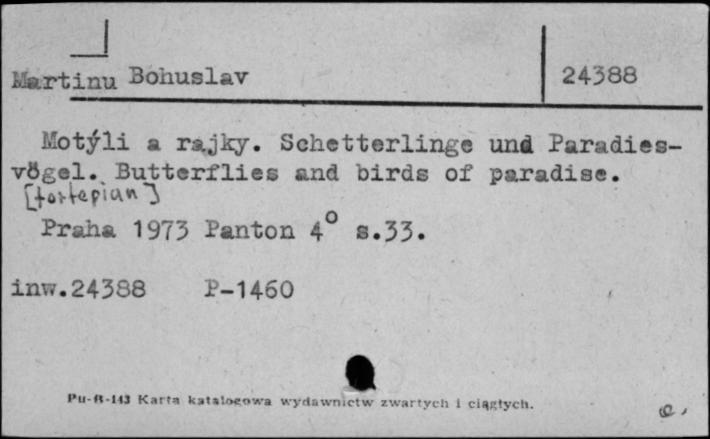 Martinu Bohuslav 24388
Motýli a rajky. Schetterlinge und Paradies-
vögel. Butterflies and birds of paradise.
[fortepian]
Praha 1973 Panton 4° s.33.
inw.24388 P-1460
Pu-B-143 Karta katalogowa wydawnictw zwartych i ciągłych.